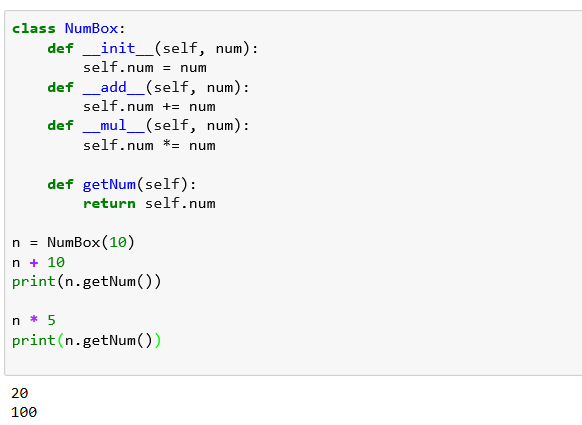 class NumBox:
    def __init__(self, num):
        self.num = num
    def __add__(self, num):
        self.num += num
    def __mul__(self, num):
        self.num *= num

    def getNum(self):
        return self.num

n = NumBox(10)
n + 10
print(n.getNum())

n * 5
print(n.getNum())

20
100